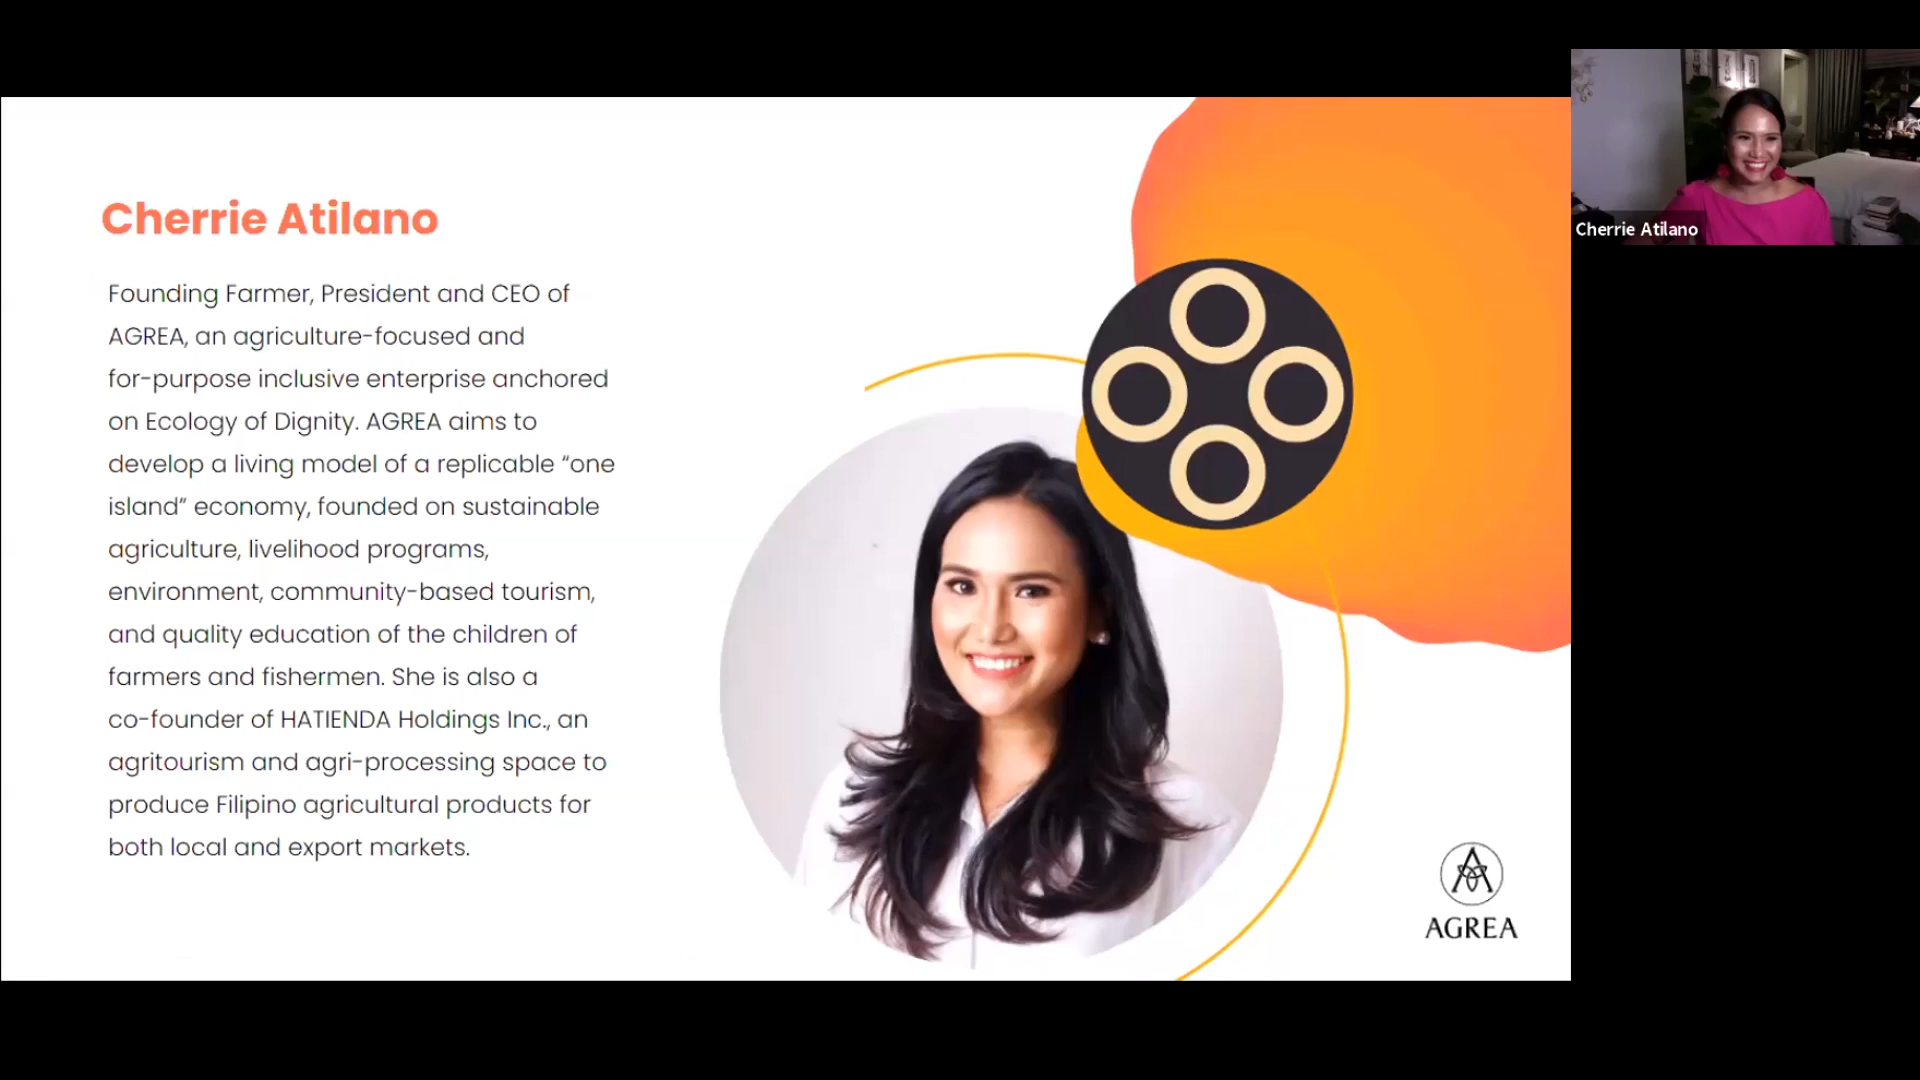 Cherrie Atilano
Founding Farmer, President and CEO of
AGREA, an agriculture-focused and
for-purpose inclusive enterprise anchored
on Ecology of Dignity. AGREA aims to
develop a living model of a replicable “one
island” economy, founded on sustainable
agriculture, livelihood programs,
environment, community-based tourism,
and quality education of the children of
farmers and fishermen. She is also a
co-founder of HATIENDA Holdings Inc., an
agritourism and agri-processing space to
produce Filipino agricultural products for
both local and export markets.
AGREA
Cherrie Atilano